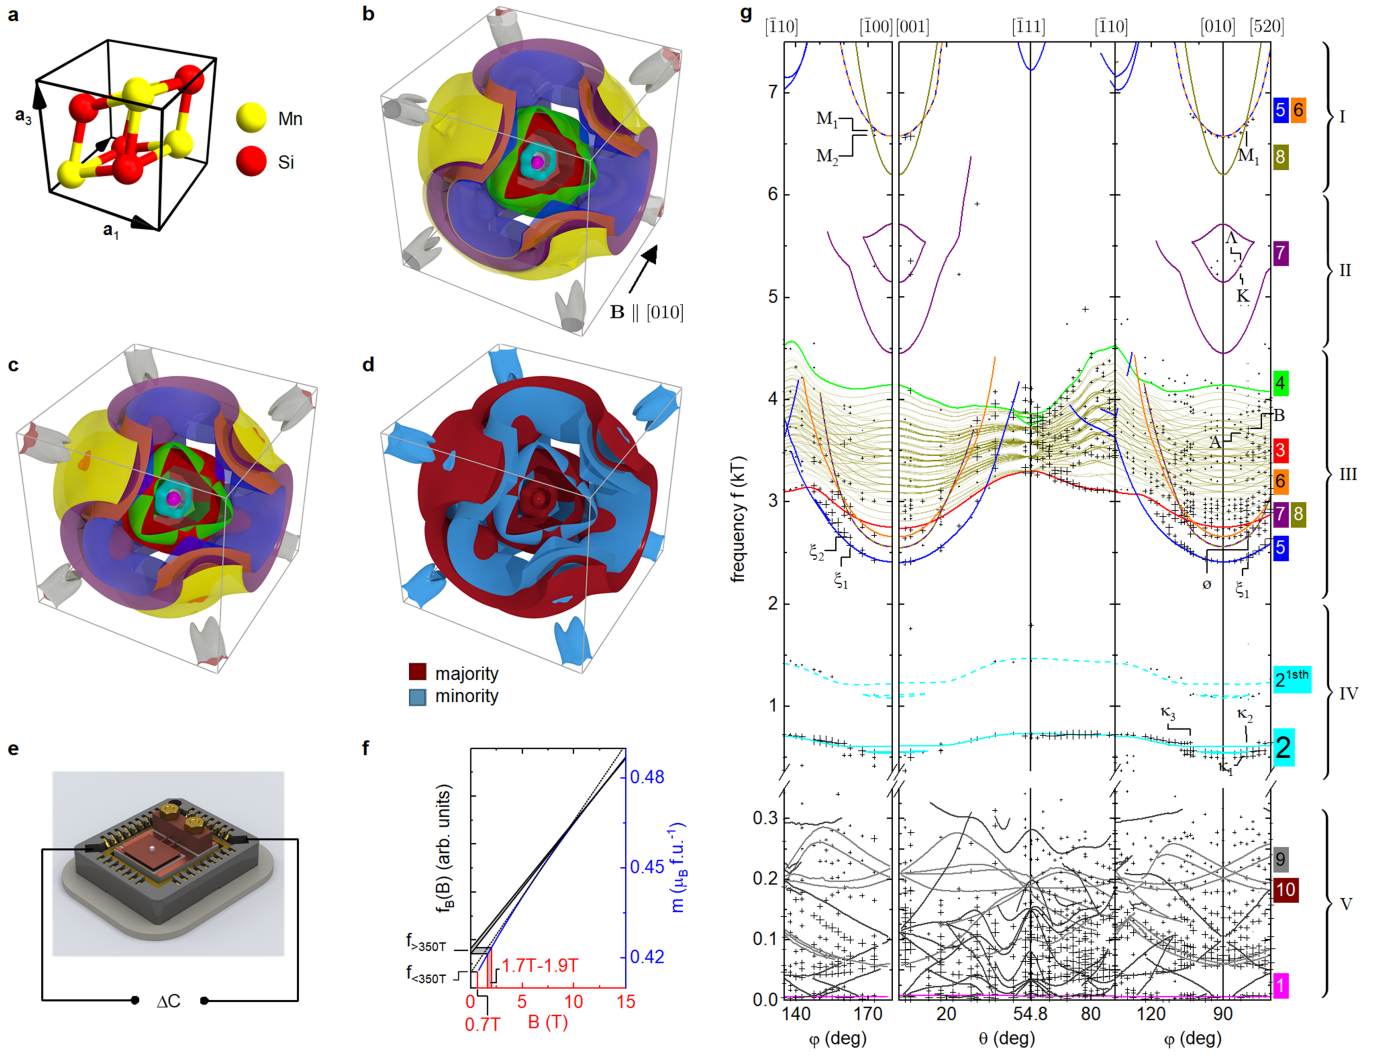 a
a3
a1
Mn
Si
b
B ∥ [010]
c
d
majority
minority
e
ΔC
f
fB(B) (arb. units)
f>350T
f<350T
1.7T-1.9T
0.7T
0 5 10 15
B (T)
0.48
0.45
0.42
m (μB f.u.-1)
g
[1̄10] [1̄00] [001] [1̄11] [1̄10] [010] [5̄20]
frequency f (kT)
7
6
5
4
3
2
1
0.3
0.2
0.1
0.0
M1
M2
M1
Λ
K
B
A
ξ2
ξ1
ø
ξ1
κ3
κ2
κ1
5 6
8
7
4
3
6
7 8
5
2 1sth
2
9
10
1
I
II
III
IV
V
140 170 20 54.8 80 120 90
φ (deg) θ (deg) φ (deg)